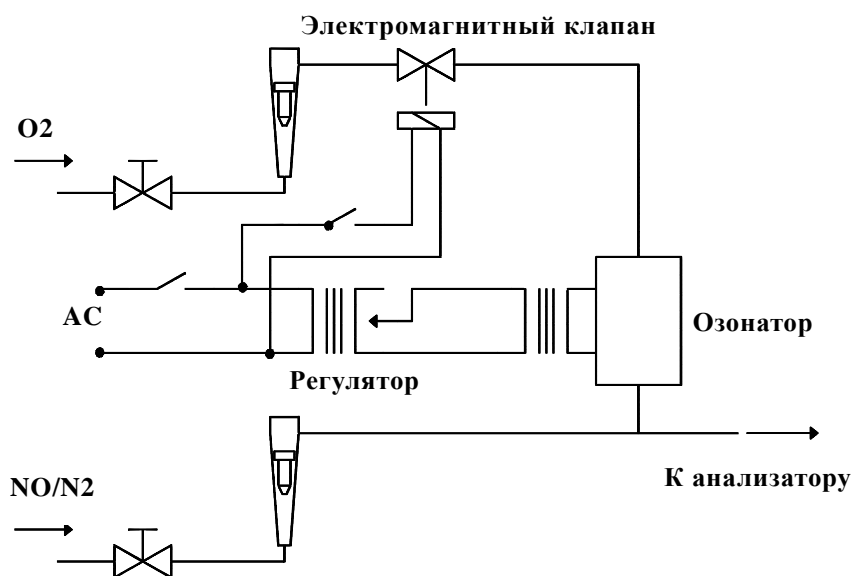 Электромагнитный клапан
O2
AC
Озонатор
Регулятор
К анализатору
NO/N2